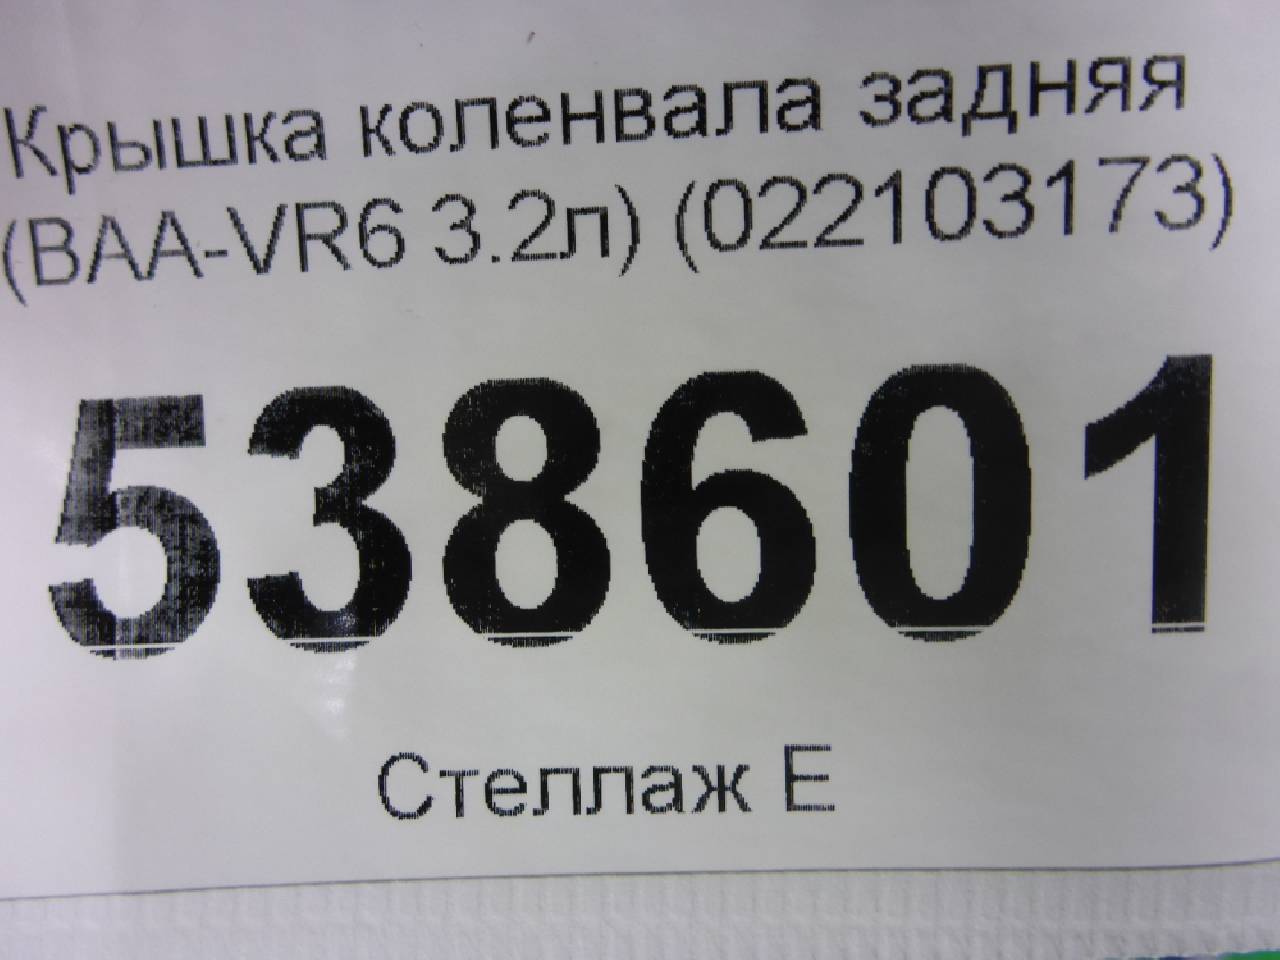 Крышка коленвала задняя
(BAA-VR6 3.2л) (022103173)
538601
Стеллаж Е